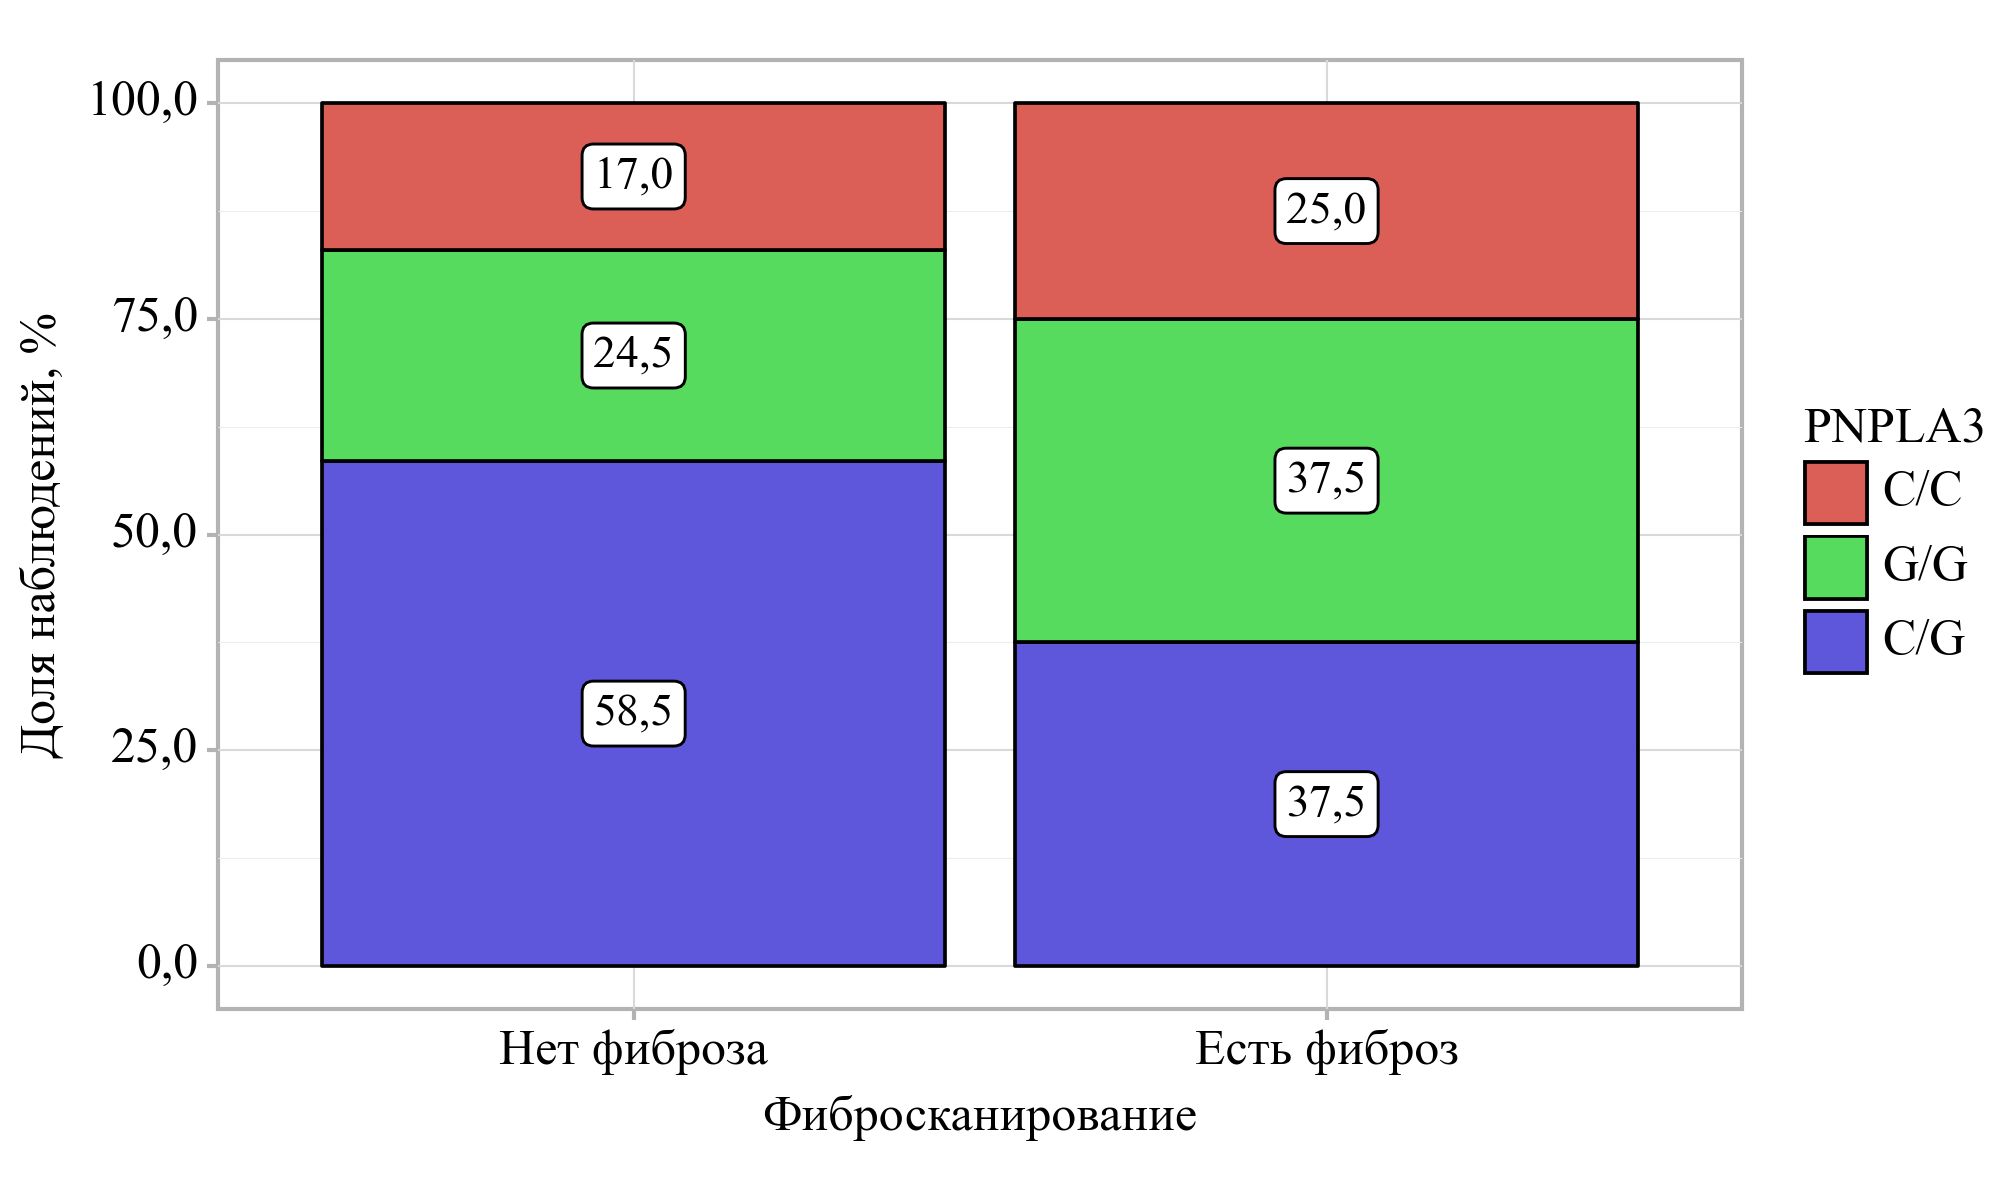 Доля наблюдений, %
100,0
75,0
50,0
25,0
0,0
17,0
24,5
58,5
25,0
37,5
37,5
Нет фиброза
Есть фиброз
Фибросканирование
PNPLA3
C/C
G/G
C/G